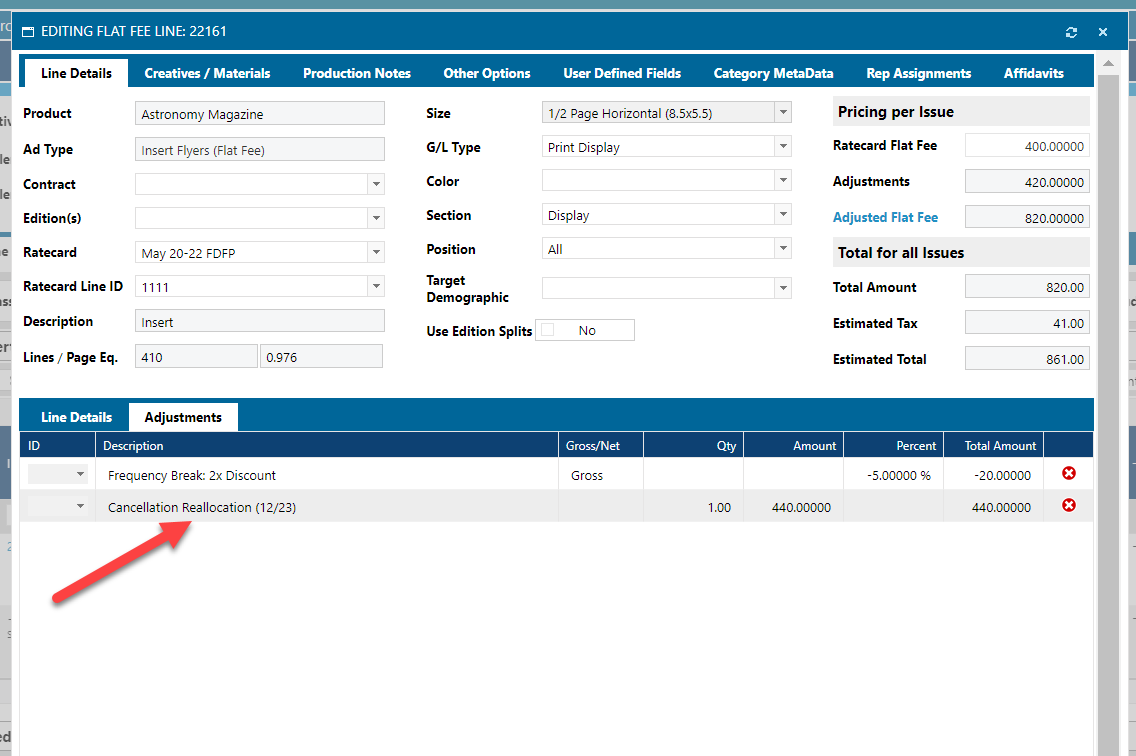 EDITING FLAT FEE LINE: 22161
Line Details Creatives / Materials Production Notes Other Options User Defined Fields Category MetaData Rep Assignments Affidavits
Product Astronomy Magazine
Ad Type Insert Flyers (Flat Fee)
Contract
Edition(s)
Ratecard May 20-22 FDFP
Ratecard Line ID 1111
Description Insert
Lines / Page Eq. 410 0.976
Size 1/2 Page Horizontal (8.5x5.5)
G/L Type Print Display
Color
Section Display
Position All
Target
Demographic
Use Edition Splits No
Pricing per Issue
Ratecard Flat Fee 400.00000
Adjustments 420.00000
Adjusted Flat Fee 820.00000
Total for all Issues
Total Amount 820.00
Estimated Tax 41.00
Estimated Total 861.00
Line Details Adjustments
ID Description Gross/Net Qty Amount Percent Total Amount
Frequency Break: 2x Discount Gross -5.00000 % -20.00000
Cancellation Reallocation (12/23) 1.00 440.00000 440.00000